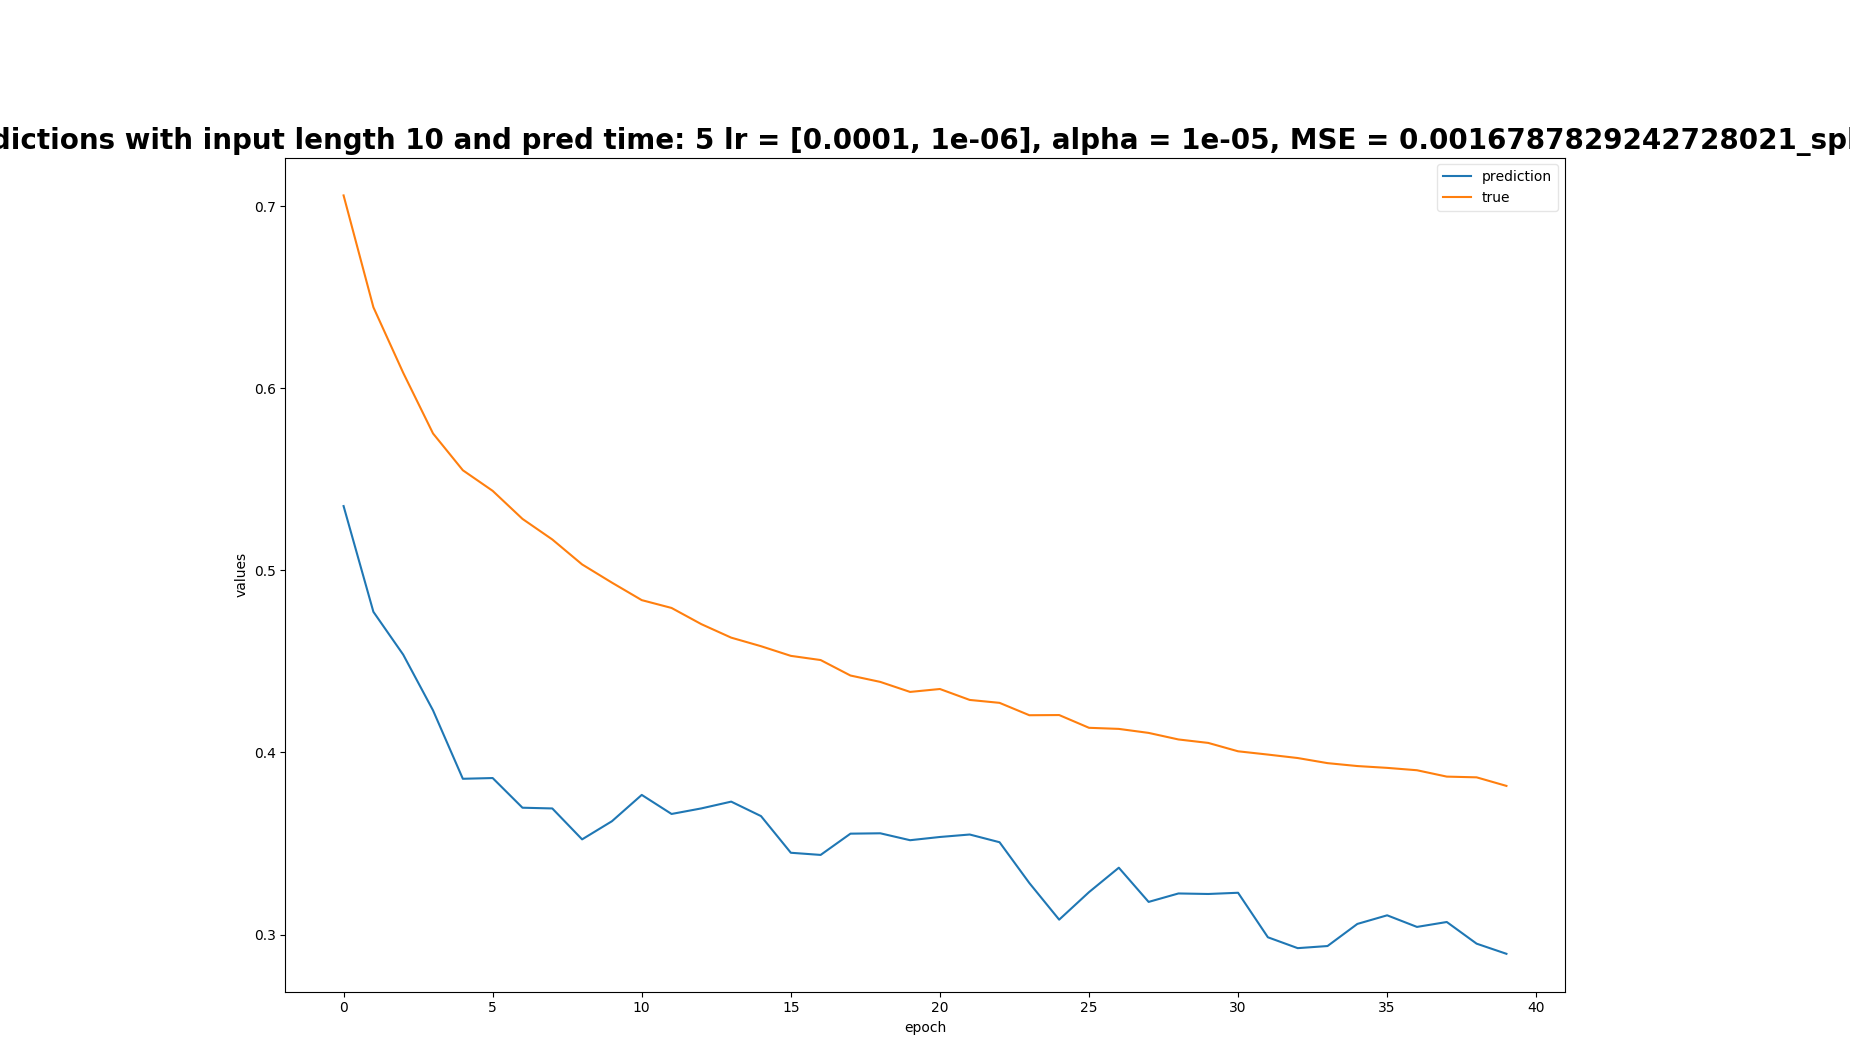 dictions with input length 10 and pred time: 5 lr = [0.0001, 1e-06], alpha = 1e-05, MSE = 0.0016787829242728021_spl
prediction
true
0.7
0.6
0.5
0.4
0.3
values
0 5 10 15 20 25 30 35 40
epoch